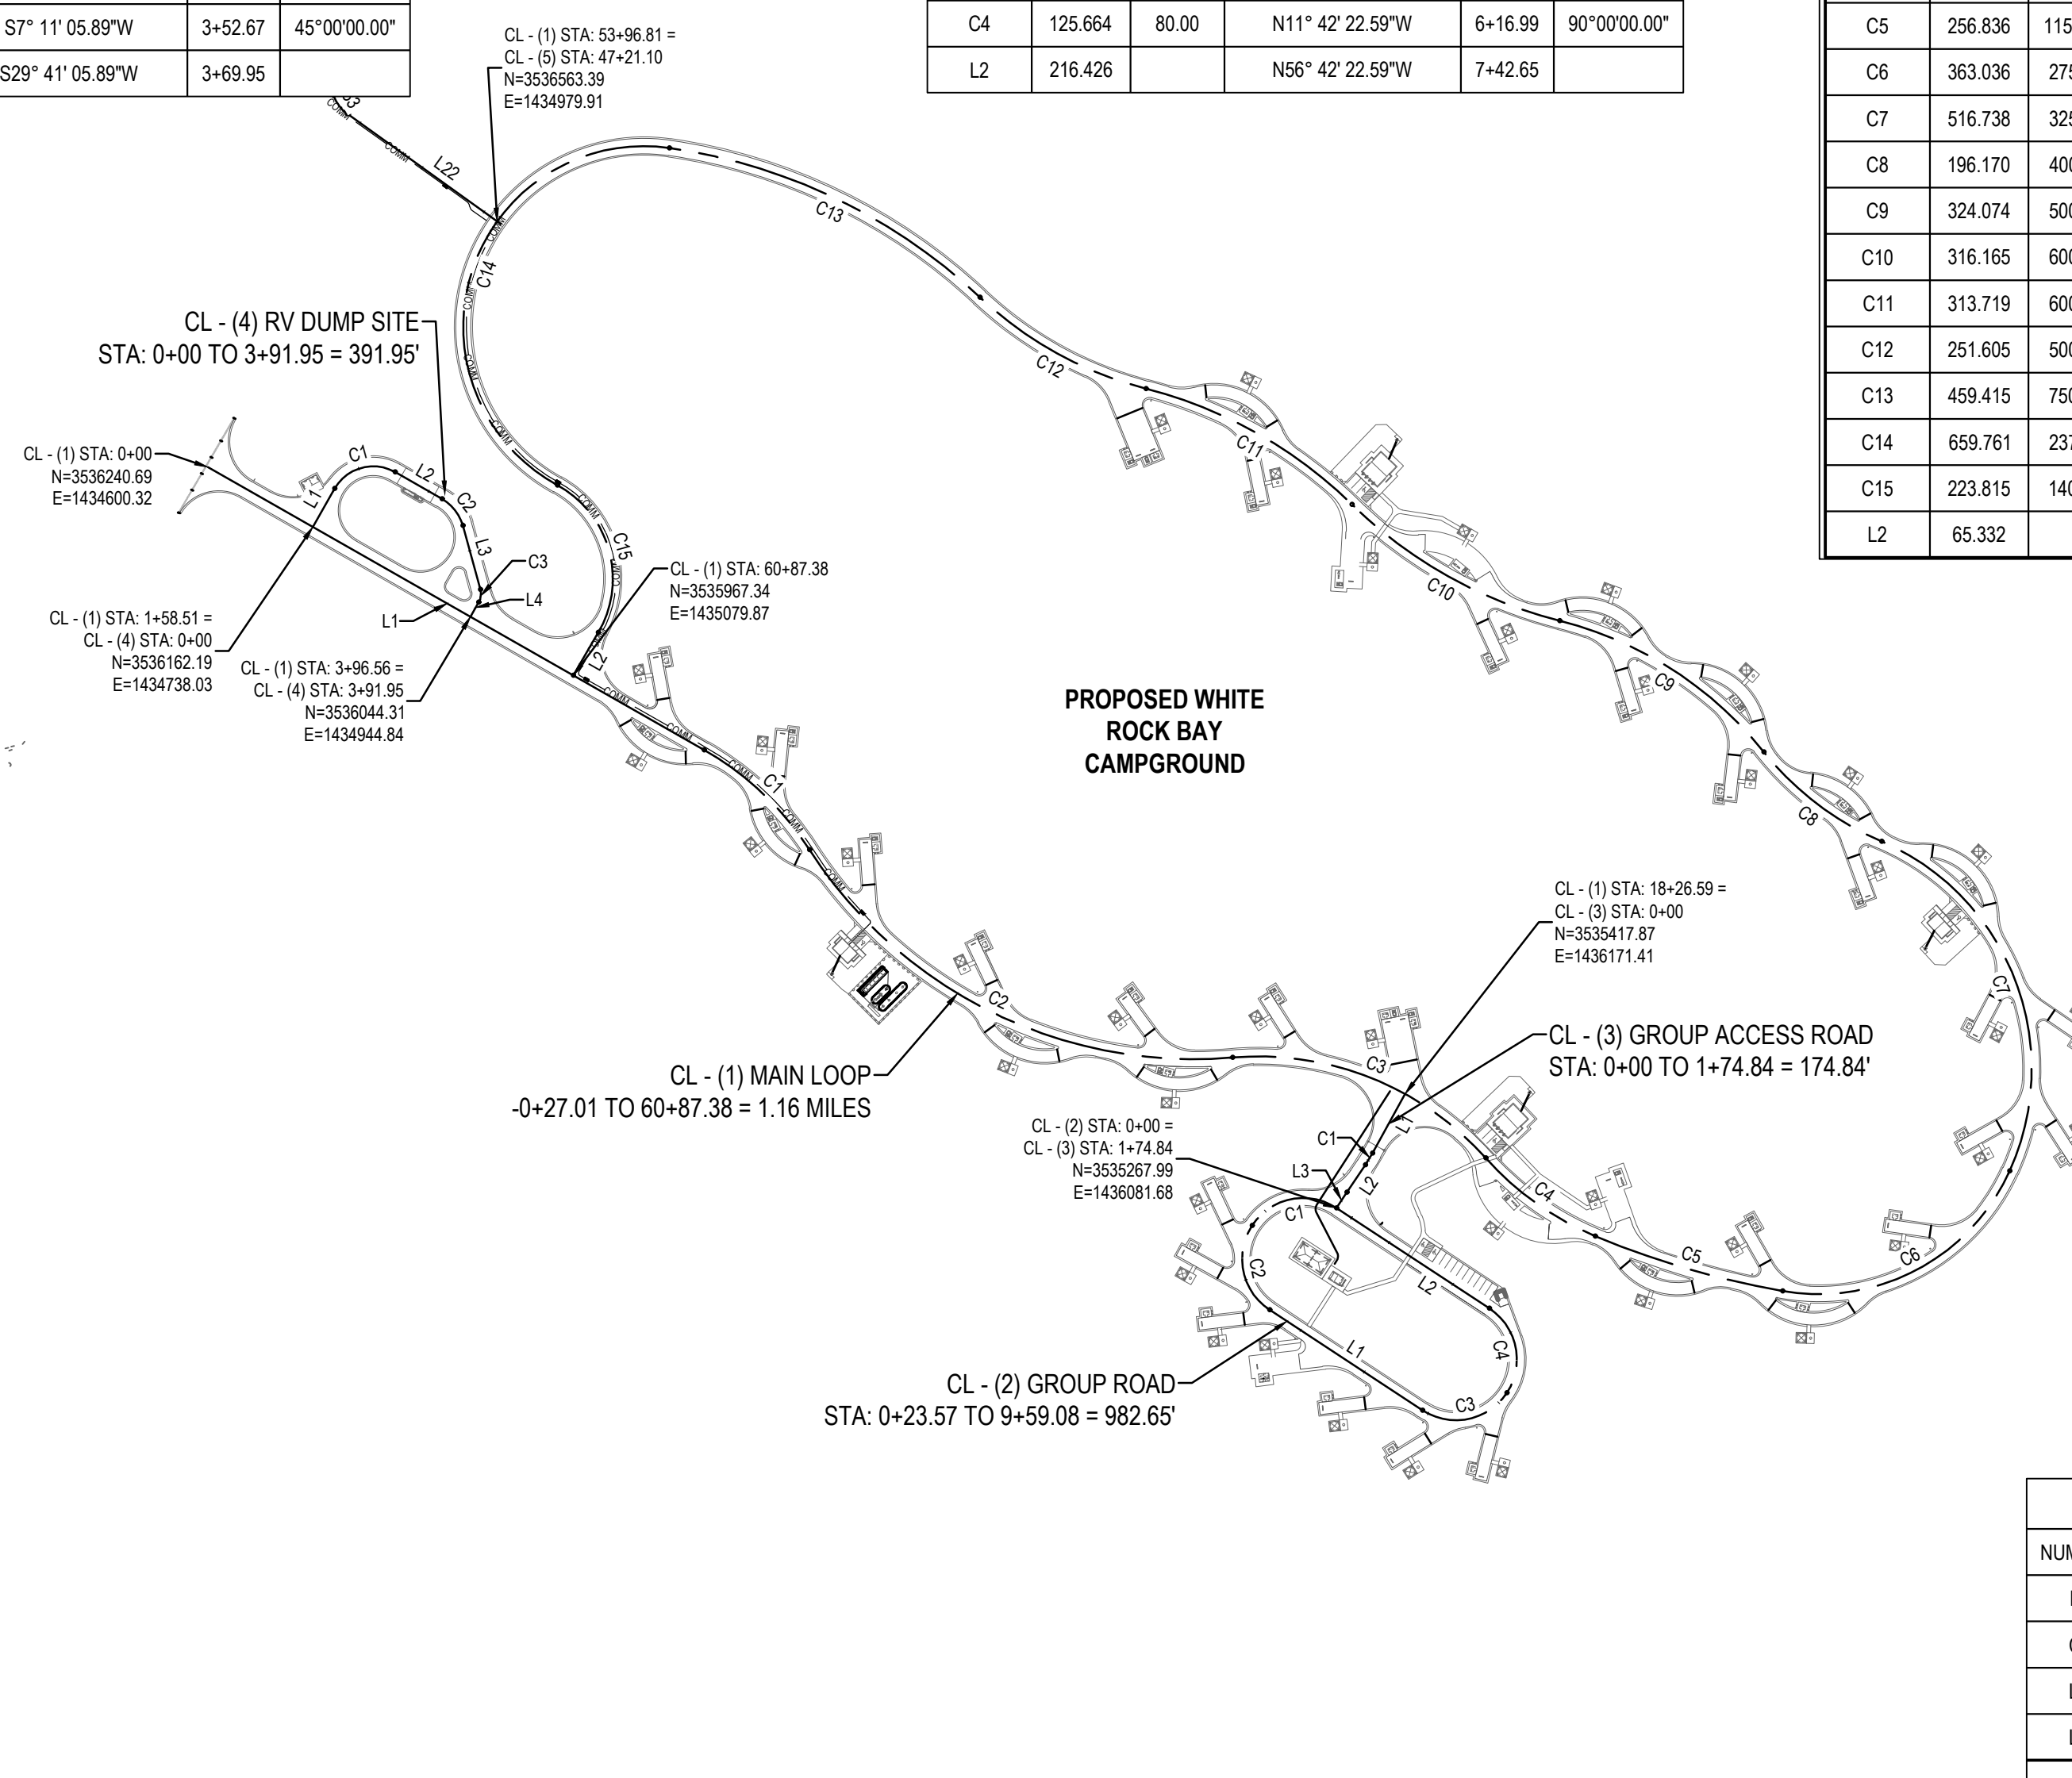 S7° 11' 05.89"W 3+52.67 45°00'00.00"
S29° 41' 05.89"W 3+69.95
C4 125.664 80.00 N11° 42' 22.59"W 6+16.99 90°00'00.00"
L2 216.426 N56° 42' 22.59"W 7+42.65
C5 256.836
C6 363.036
C7 516.738
C8 196.170
C9 324.074
C10 316.165
C11 313.719
C12 251.605
C13 459.415
C14 659.761
C15 223.815
L2 65.332
CL - (1) STA: 53+96.81 =
CL - (5) STA: 47+21.10
N=3536563.39
E=1434979.91
COMM
COMM
L22
C13
COMM
C14
COMM
COMM
COMM
C12
CL - (4) RV DUMP SITE
STA: 0+00 TO 3+91.95 = 391.95'
CL - (1) STA: 0+00
N=3536240.69
E=1434600.32
C1
L2
L1
C2
L3
C3
L4
L1
COMM
C15
COM
L2
C11
C10
C9
C8
C7
CL - (1) STA: 60+87.38
N=3535967.34
E=1435079.87
CL - (1) STA: 1+58.51 =
CL - (4) STA: 0+00
N=3536162.19
E=1434738.03
CL - (1) STA: 3+96.56 =
CL - (4) STA: 3+91.95
N=3536044.31
E=1434944.84
PROPOSED WHITE
ROCK BAY
CAMPGROUND
COMM
COMM
COMM
C1
COMM
COMM
C2
CL - (1) STA: 18+26.59 =
CL - (3) STA: 0+00
N=3535417.87
E=1436171.41
CL - (3) GROUP ACCESS ROAD
STA: 0+00 TO 1+74.84 = 174.84'
CL - (1) MAIN LOOP
-0+27.01 TO 60+87.38 = 1.16 MILES
C3
CL - (2) STA: 0+00 =
CL - (3) STA: 1+74.84
N=3535267.99
E=1436081.68
C1
L1
L3
L2
C1
C2
L2
L1
C4
C3
C4
C5
C6
CL - (2) GROUP ROAD
STA: 0+23.57 TO 9+59.08 = 982.65'